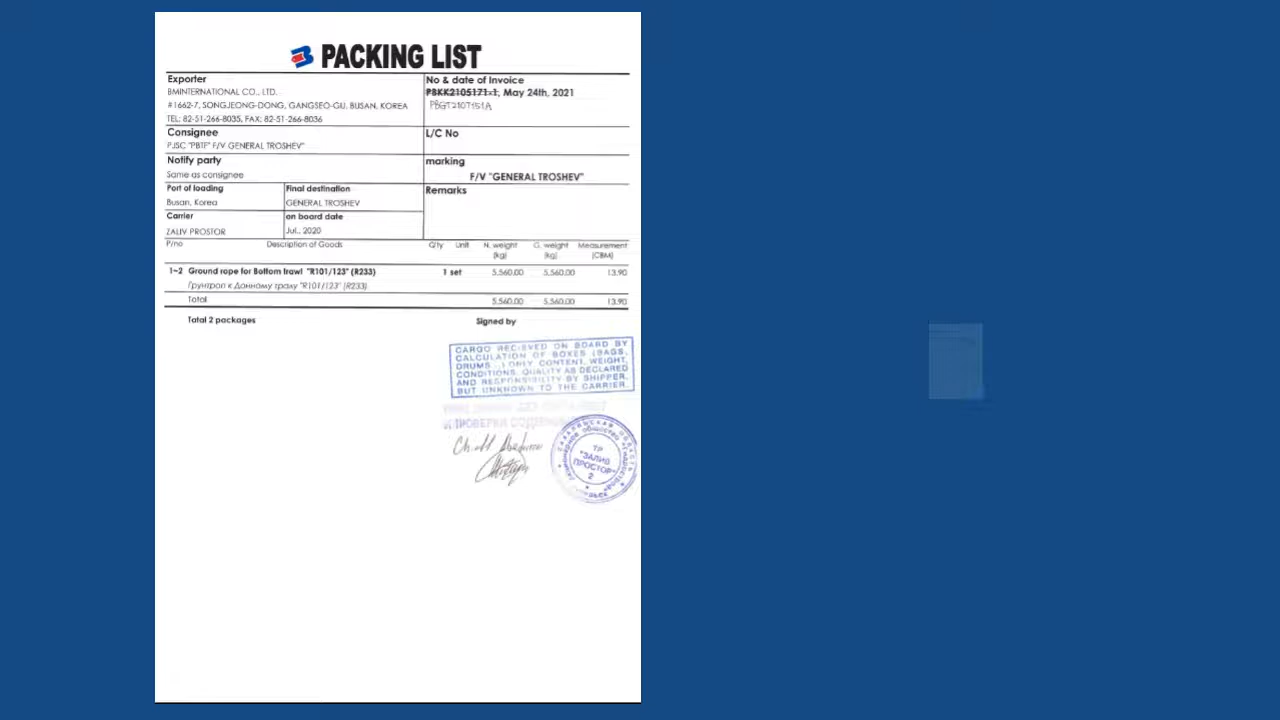 PACKING LIST
Exporter
BMINTERNATIONAL CO., LTD.
#1662-7, SONGJEONG-DONG, GANGSEO-GU, BUSAN, KOREA
TEL: 82-51-266-8035, FAX: 82-51-266-8036
No & date of Invoice
PBKK2105171-1, May 24th, 2021
PBGT210T151A
Consignee
PJSC "PBTF" F/V GENERAL TROSHEV"
L/C No
Notify party
Same as consignee
marking
F/V "GENERAL TROSHEV"
Port of loading
Busan, Korea
Final destination
GENERAL TROSHEV
Remarks
Carrier
ZALIV PROSTOR
on board date
Jul., 2020
P/no Description of Goods Q'ty Unit N. weight (kg) G. weight (kg) Measurement (CBM)
1~2 Ground rope for Bottom trawl "R101/123" (R233) 1 set 5,560.00 5,560.00 13.90
Грунтроп к Донному тралу "R101/123" (R233)
Total 5,560.00 5,560.00 13.90
Total 2 packages
Signed by
CARGO RECIEVED ON BOARD BY
CALCULATION OF BOXES (BAGS,
DRUMS...) ONLY CONTENT, WEIGHT,
CONDITIONS, QUALITY AS DECLARED
AND RESPONSIBILITY BY SHIPPER,
BUT UNKNOWN TO THE CARRIER.
ТР
"ЗАЛИВ
ПРОСТОР"
2